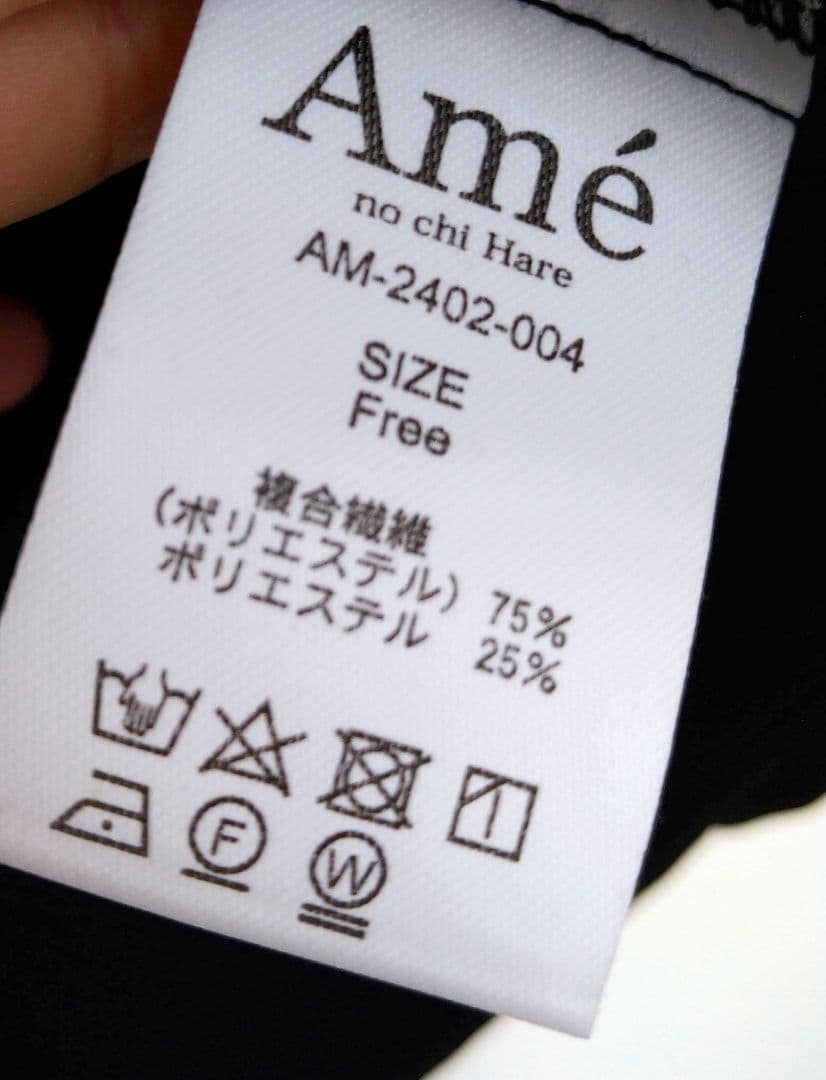 Amé
no chi Hare
AM-2402-004
SIZE
Free
複合繊維
(ポリエステル) 75%
ポリエステル 25%
F
W